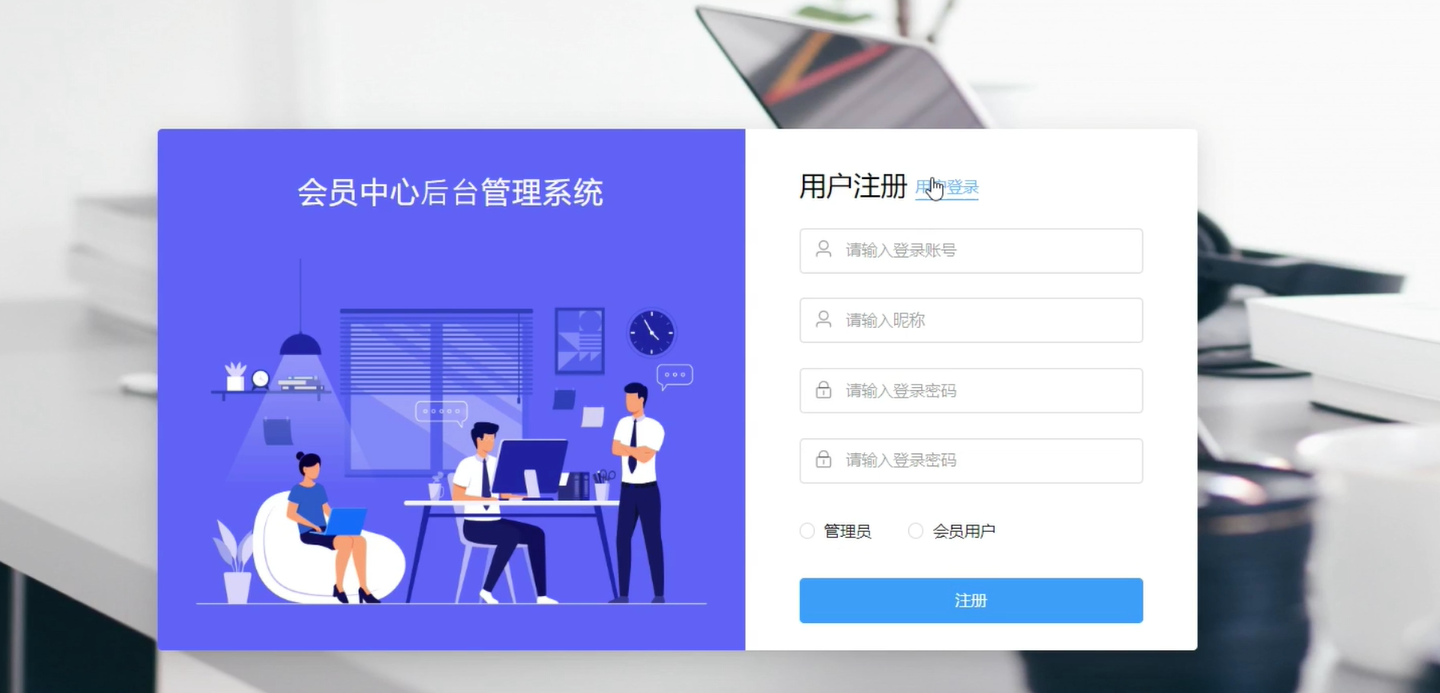 会员中心后台管理系统
用户注册 用户登录
请输入登录账号
请输入昵称
请输入登录密码
请输入登录密码
管理员 会员用户
注册